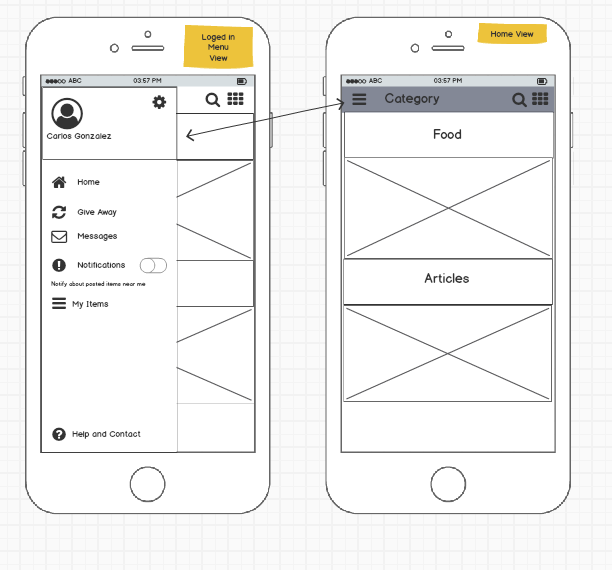 Loged in
Menu
View
ABC 03:57 PM
Carlos Gonzalez
Home
Give Away
Messages
Notifications
Notify about posted items near me
My Items
Help and Contact
Home View
ABC 03:57 PM
Category
Food
Articles